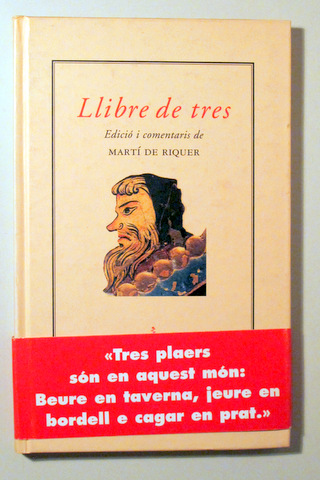 Llibre de tres
Edició i comentaris de
MARTÍ DE RIQUER
«Tres plaers
són en aquest món:
Beure en taverna, jeure en
bordell e cagar en prat.»